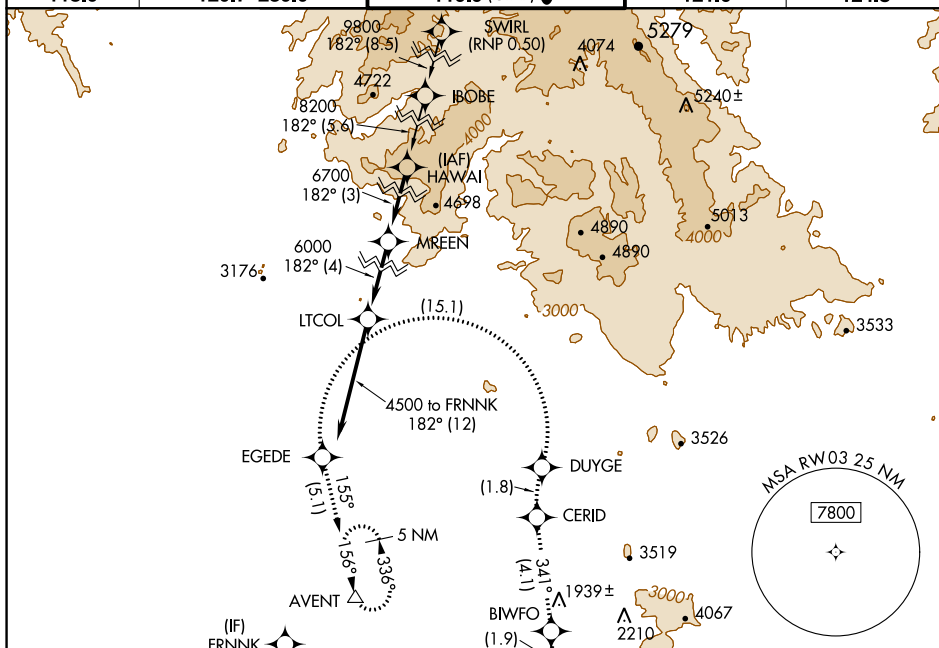 9800
182° (8.5)
SWIRL
(RNP 0.50)
4074
5279
4722
IBOBE
5240±
8200
182° (5.6)
4000
(IAF)
HAWAI
6700
182° (3)
4698
5013
4890
4000
MREEN
4890
6000
182° (4)
3176
3000
LTCOL
(15.1)
3533
4500 to FRNNK
182° (12)
3526
EGEDE
DUYGE
MSA RW03 25 NM
155°
(5.1)
(1.8)
7800
CERID
5 NM
3519
156°
336°
341°
(4.1)
AVENT
1939±
3000
BIWFO
2210
4067
(IF)
FRNNK
(1.9)